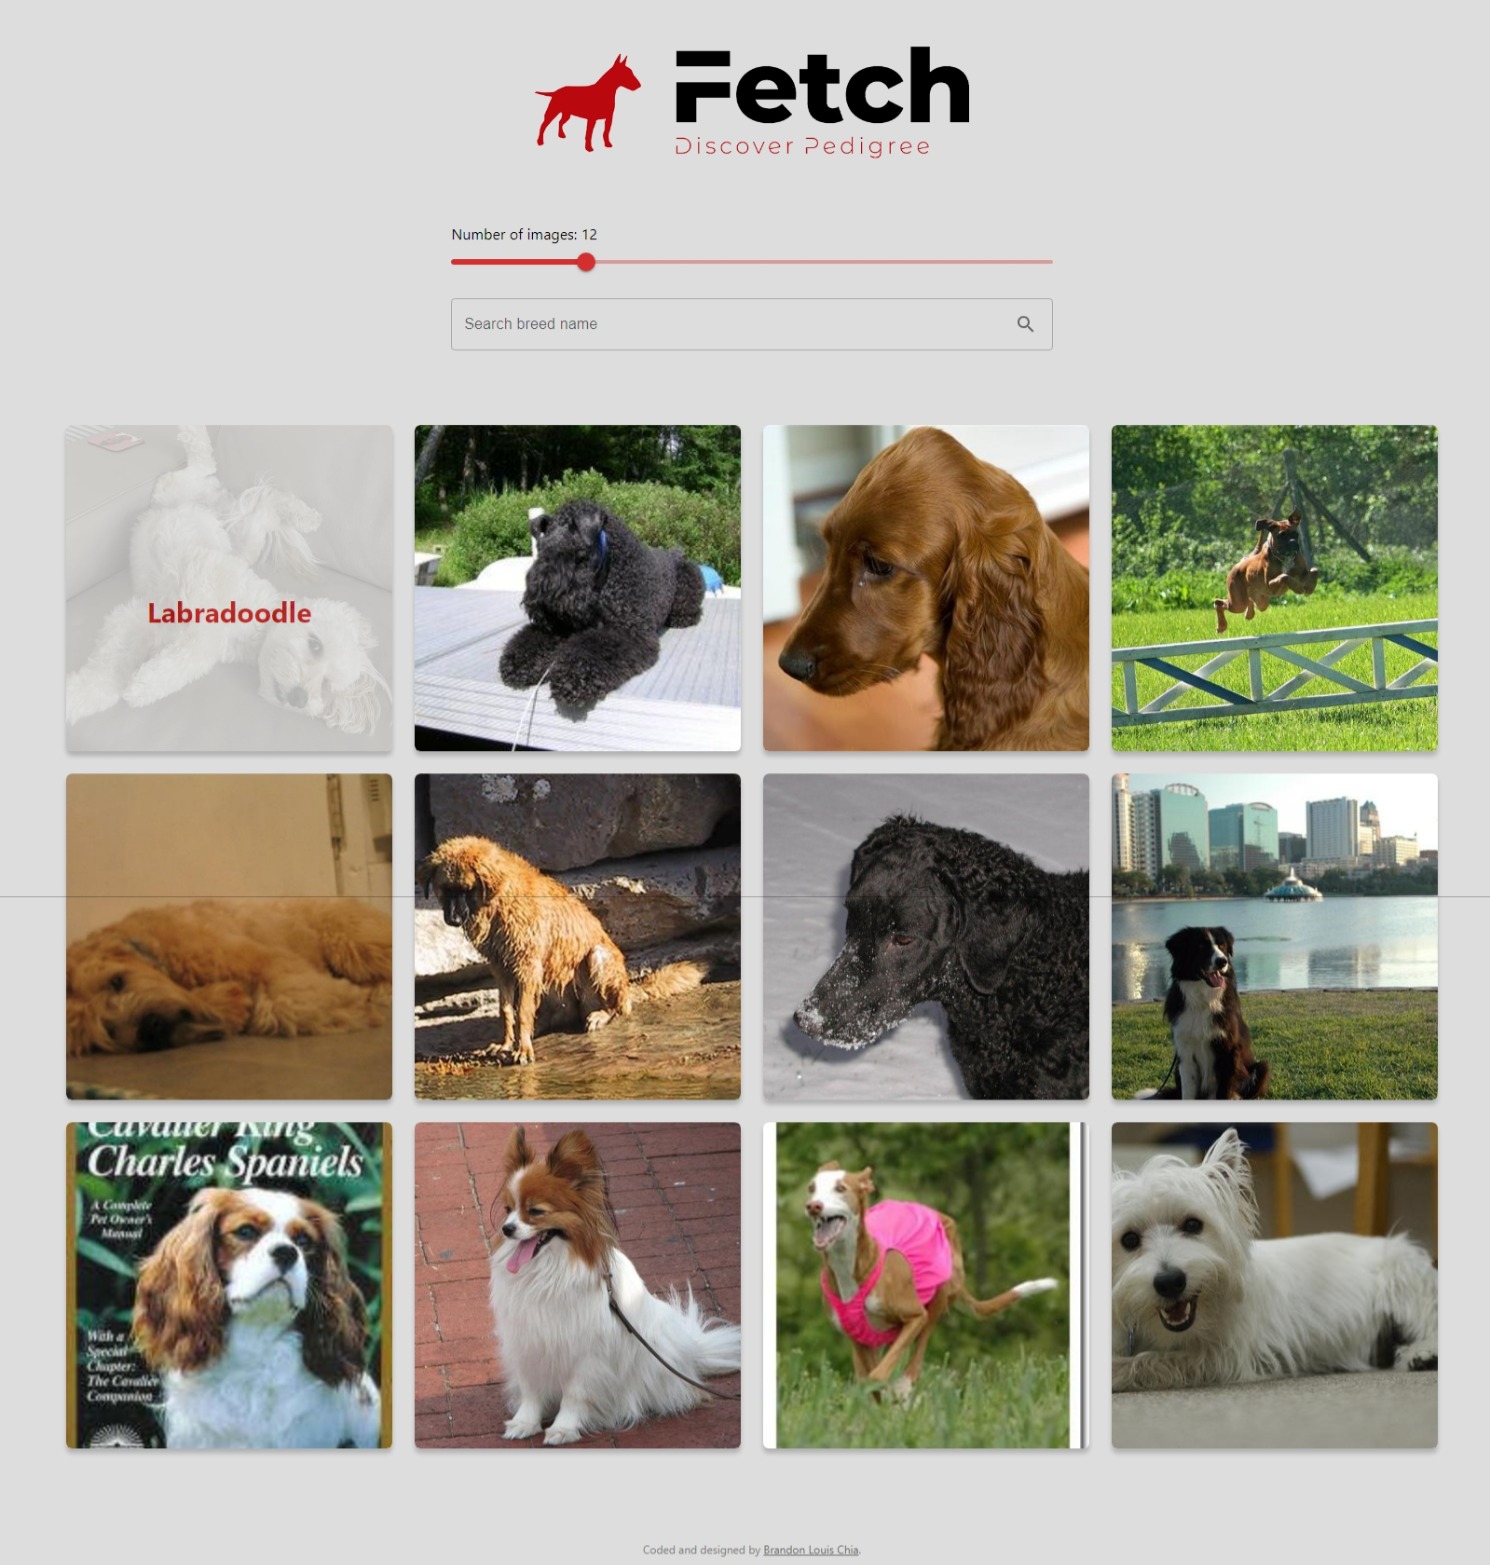 Fetch
Discover Pedigree
Number of images: 12
Search breed name
Labradoodle
Cavalier King
Charles Spaniels
A Complete
Pet Owner's
Manual
With a
Special
Chapter:
The Cavalier
Companion
Coded and designed by Brandon Louis Chia.